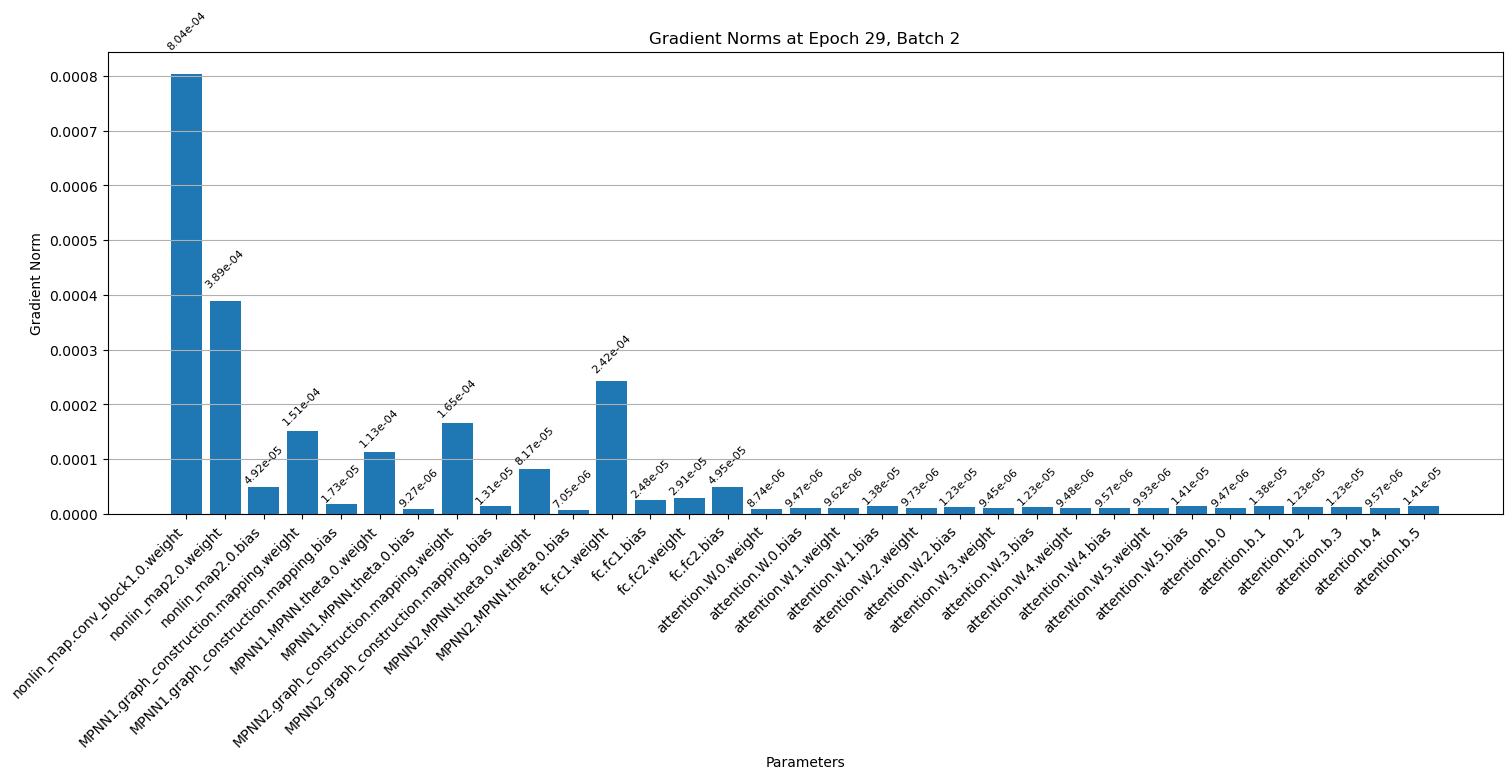 Gradient Norms at Epoch 29, Batch 2
Gradient Norm
0.0008
0.0007
0.0006
0.0005
0.0004
0.0003
0.0002
0.0001
0.0000
8.04e-04
3.89e-04
4.92e-05
1.51e-04
1.73e-05
1.13e-04
9.27e-06
1.65e-04
1.31e-05
8.17e-05
7.05e-06
2.42e-04
2.48e-05
2.91e-05
4.95e-05
8.74e-06
9.47e-06
9.62e-06
1.38e-05
9.73e-06
1.23e-05
9.45e-06
1.23e-05
9.48e-06
9.57e-06
9.93e-06
1.41e-05
9.47e-06
1.38e-05
1.23e-05
1.23e-05
9.57e-06
1.41e-05
nonlin_map.conv_block1.0.weight
nonlin_map2.0.weight
nonlin_map2.0.bias
MPNN1.graph_construction.mapping.weight
MPNN1.graph_construction.mapping.bias
MPNN1.MPNN.theta.0.weight
MPNN1.MPNN.theta.0.bias
MPNN2.graph_construction.mapping.weight
MPNN2.graph_construction.mapping.bias
MPNN2.MPNN.theta.0.weight
MPNN2.MPNN.theta.0.bias
fc.fc1.weight
fc.fc1.bias
fc.fc2.weight
fc.fc2.bias
attention.W.0.weight
attention.W.0.bias
attention.W.1.weight
attention.W.1.bias
attention.W.2.weight
attention.W.2.bias
attention.W.3.weight
attention.W.3.bias
attention.W.4.weight
attention.W.4.bias
attention.W.5.weight
attention.W.5.bias
attention.b.0
attention.b.1
attention.b.2
attention.b.3
attention.b.4
attention.b.5
Parameters